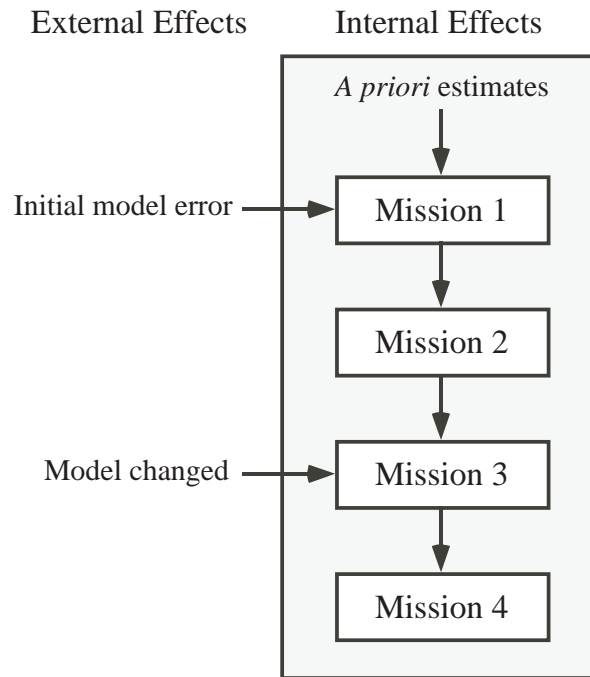 External Effects
Internal Effects
A priori estimates
Initial model error
Mission 1
Mission 2
Model changed
Mission 3
Mission 4